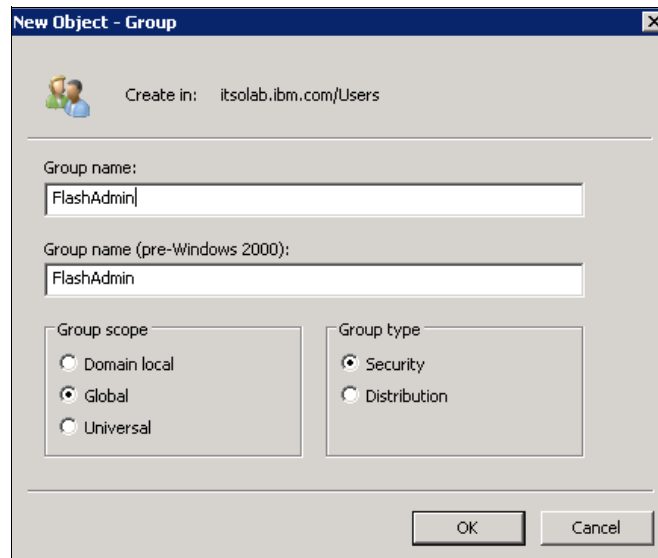 New Object - Group
Create in: itsolab.ibm.com/Users
Group name:
FlashAdmin
Group name (pre-Windows 2000):
FlashAdmin
Group scope
Domain local
Global
Universal
Group type
Security
Distribution
OK Cancel